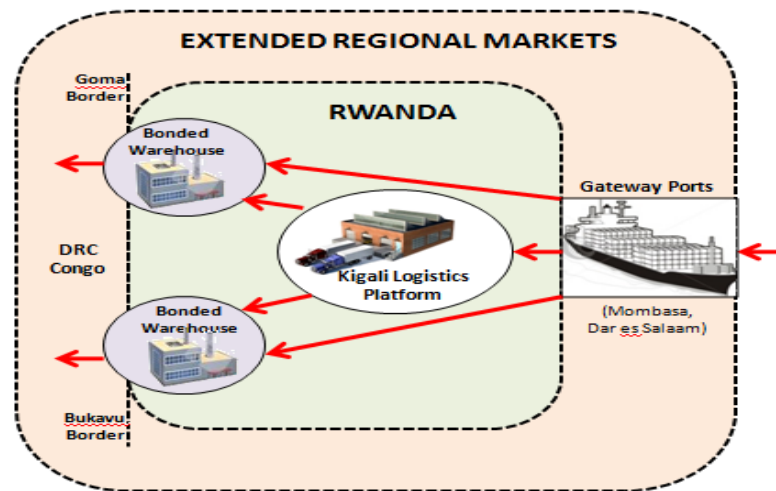 EXTENDED REGIONAL MARKETS
Goma
Border
RWANDA
Bonded
Warehouse
Gateway Ports
DRC
Congo
Kigali Logistics
Platform
(Mombasa,
Dar es Salaam)
Bonded
Warehouse
Bukavu
Border